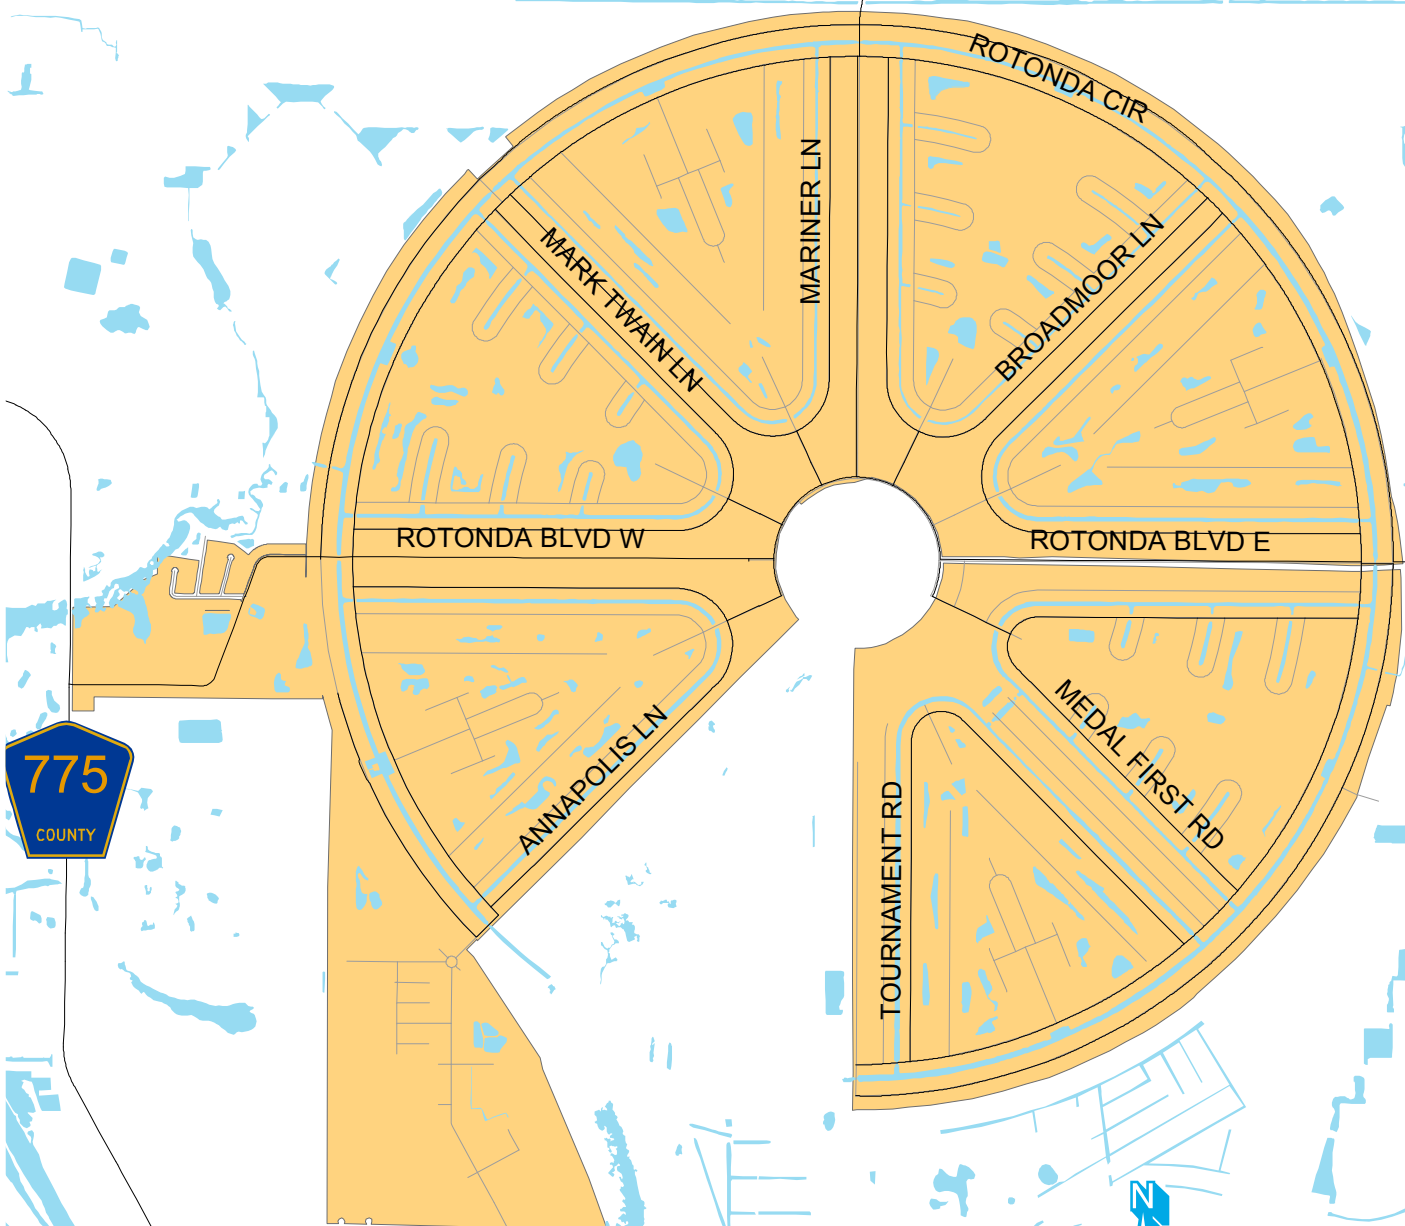 ROTONDA CIR
MARINER LN
MARK TWAIN LN
BROADMOOR LN
ROTONDA BLVD W
ROTONDA BLVD E
ANNAPOLIS LN
MEDAL FIRST RD
TOURNAMENT RD
775
COUNTY
N